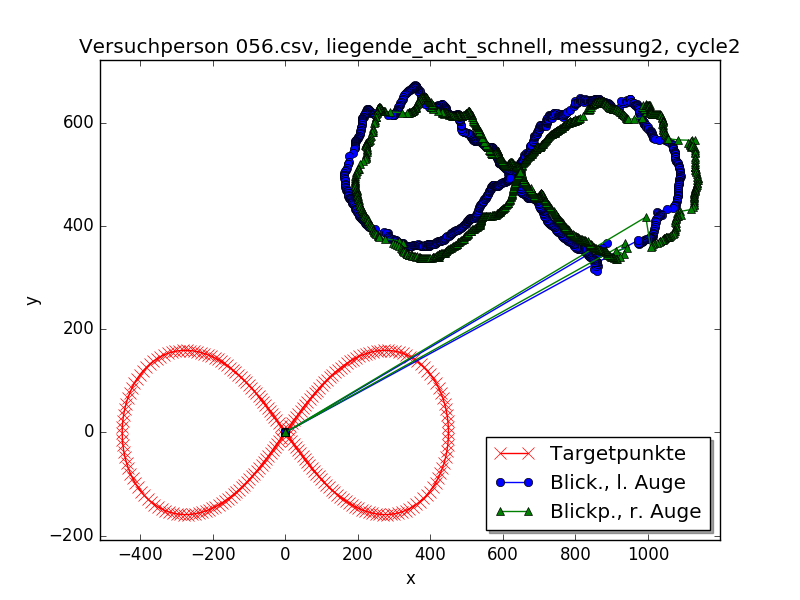 Versuchperson 056.csv, liegende_acht_schnell, messung2, cycle2
y
600
400
200
0
−200
−400
−200
0
200
400
600
800
1000
x
Targetpunkte
Blick., l. Auge
Blickp., r. Auge